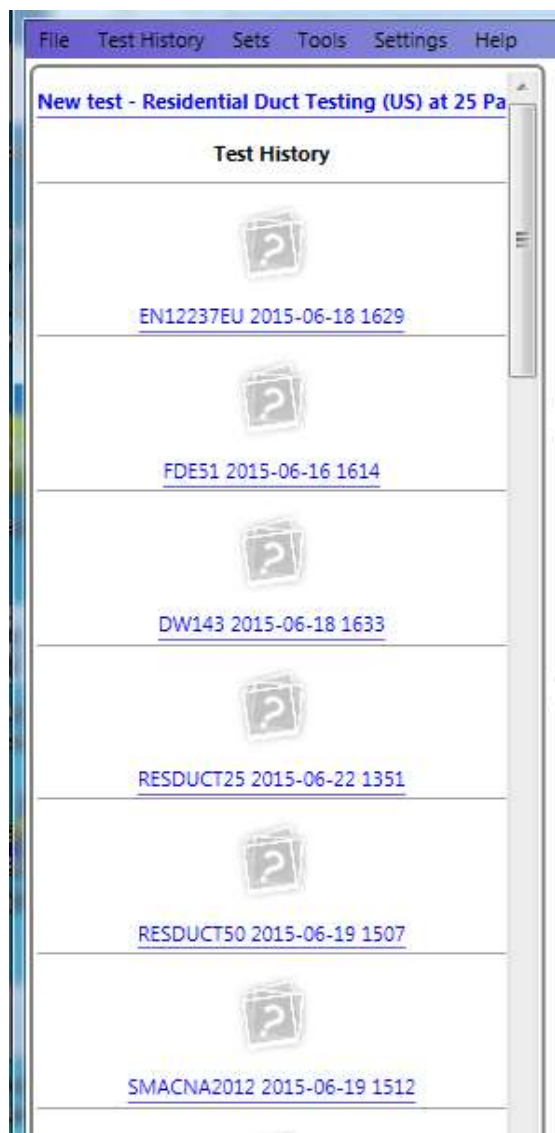 File Test History Sets Tools Settings Help
New test - Residential Duct Testing (US) at 25 Pa
Test History
EN12237EU 2015-06-18 1629
FDE51 2015-06-16 1614
DW143 2015-06-18 1633
RESDUCT25 2015-06-22 1351
RESDUCT50 2015-06-19 1507
SMACNA2012 2015-06-19 1512